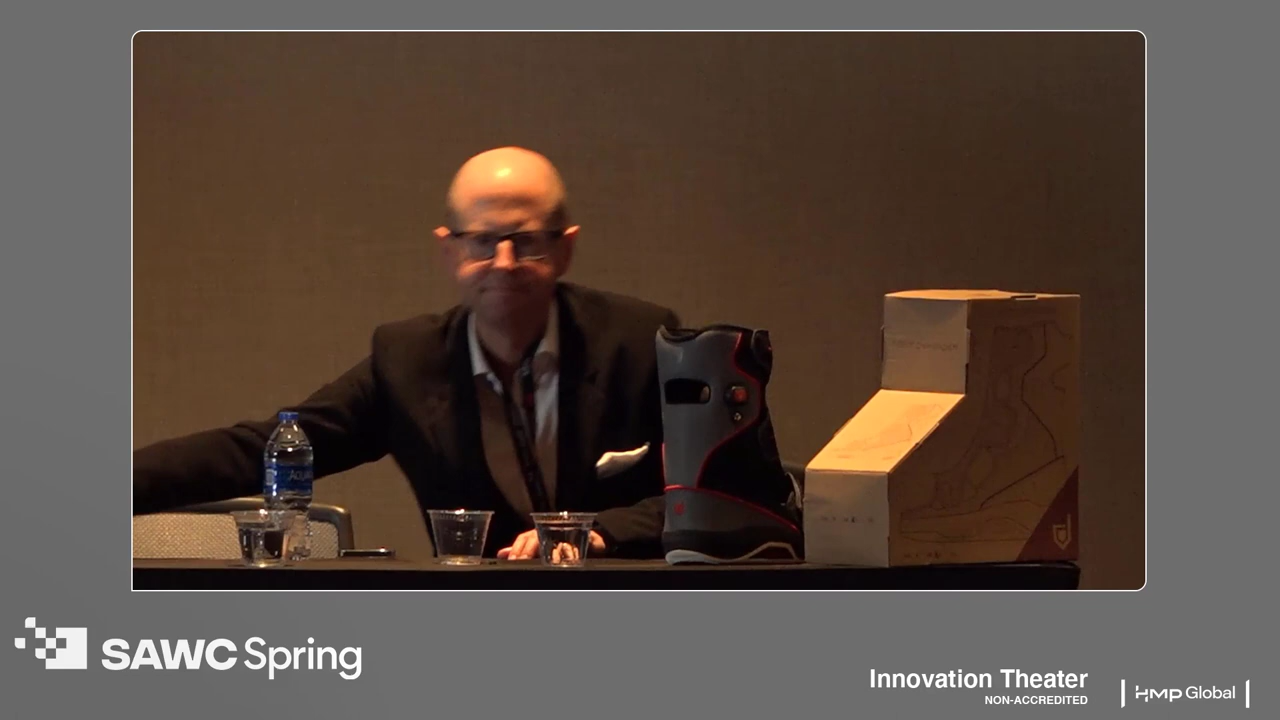 SAWC Spring
Innovation Theater
NON-ACCREDITED
HMP Global